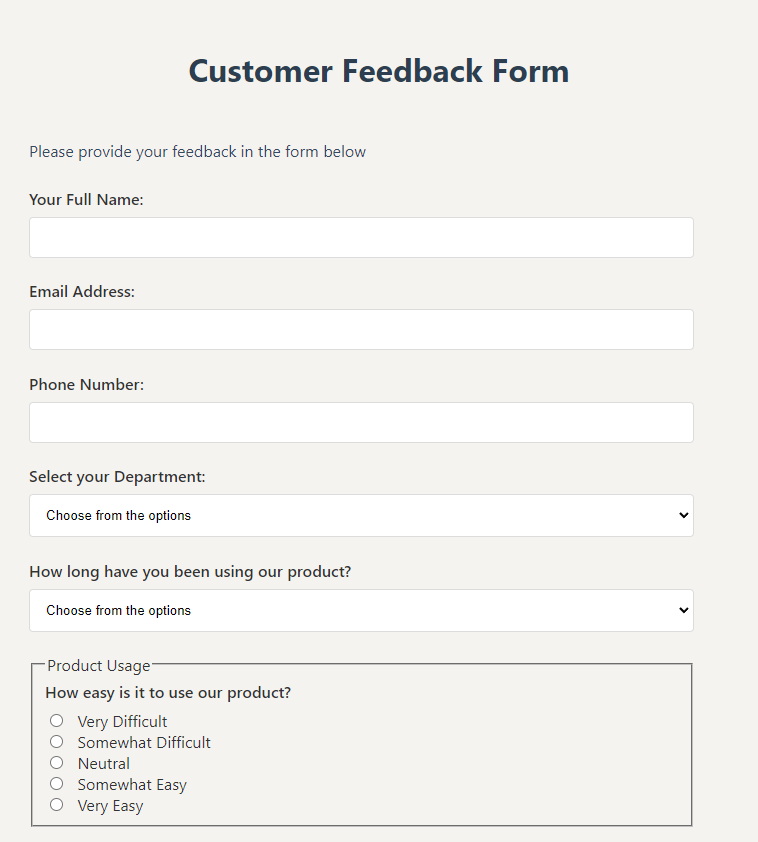 Customer Feedback Form
Please provide your feedback in the form below
Your Full Name:
Email Address:
Phone Number:
Select your Department:
Choose from the options
How long have you been using our product?
Choose from the options
Product Usage
How easy is it to use our product?
Very Difficult
Somewhat Difficult
Neutral
Somewhat Easy
Very Easy